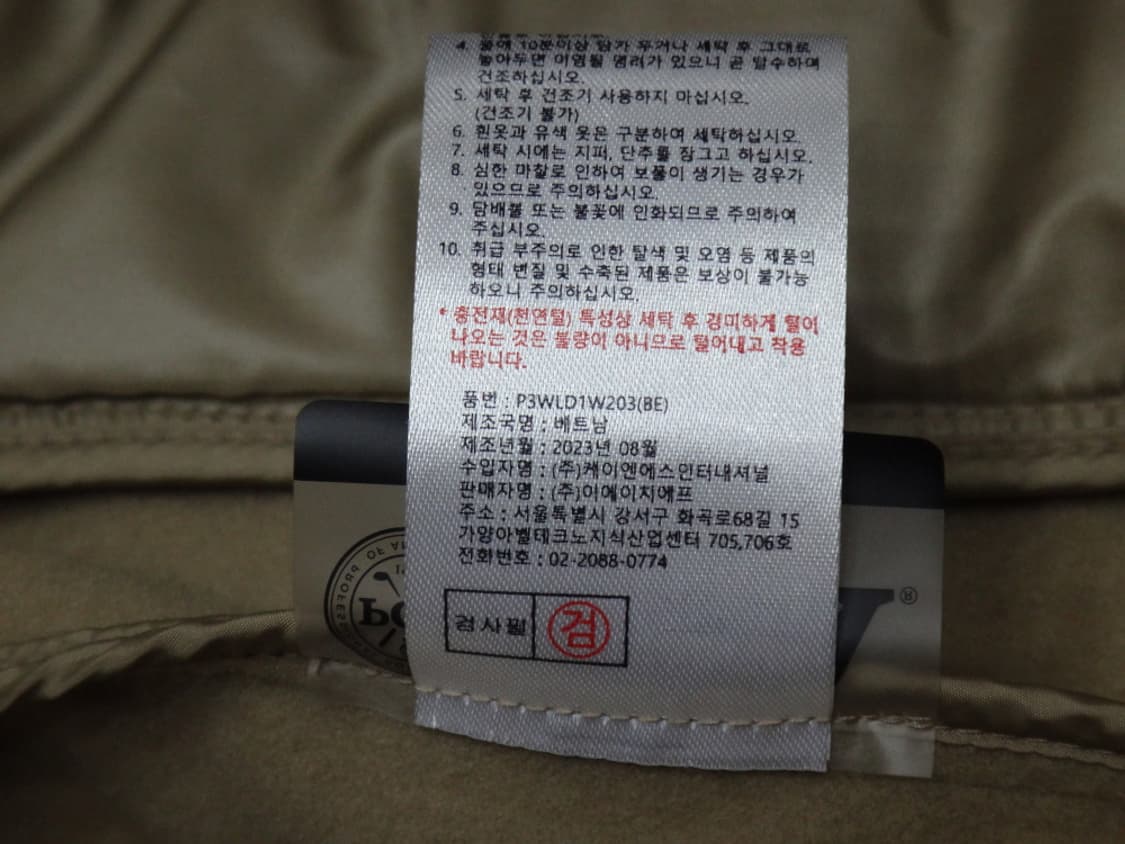 4. 물에 10분이상 담가 두거나 세탁 후 그대로
놓아두면 이염될 염려가 있으니 곧 탈수하여
건조하십시오.
5. 세탁 후 건조기 사용하지 마십시오.
(건조기 불가)
6. 흰옷과 유색 옷은 구분하여 세탁하십시오.
7. 세탁 시에는 지퍼, 단추를 잠그고 하십시오.
8. 심한 마찰로 인하여 보풀이 생기는 경우가
있으므로 주의하십시오.
9. 담배불 또는 불꽃에 인화되므로 주의하여
주십시오.
10. 취급 부주의로 인한 탈색 및 오염 등 제품의
형태 변질 및 수축된 제품은 보상이 불가능
하오니 주의하십시오.
* 충전재(천연털) 특성상 세탁 후 경미하게 털이
나오는 것은 불량이 아니므로 털어내고 착용
바랍니다.
품번 : P3WLD1W203(BE)
제조국명 : 베트남
제조년월 : 2023년 08월
수입자명 : (주)케이엔에스인터내셔널
판매자명 : (주)이에이치에프
주소 : 서울특별시 강서구 화곡로68길 15
가양아벨테크노지식산업센터 705,706호
전화번호 : 02-2088-0774
검사필 검
®